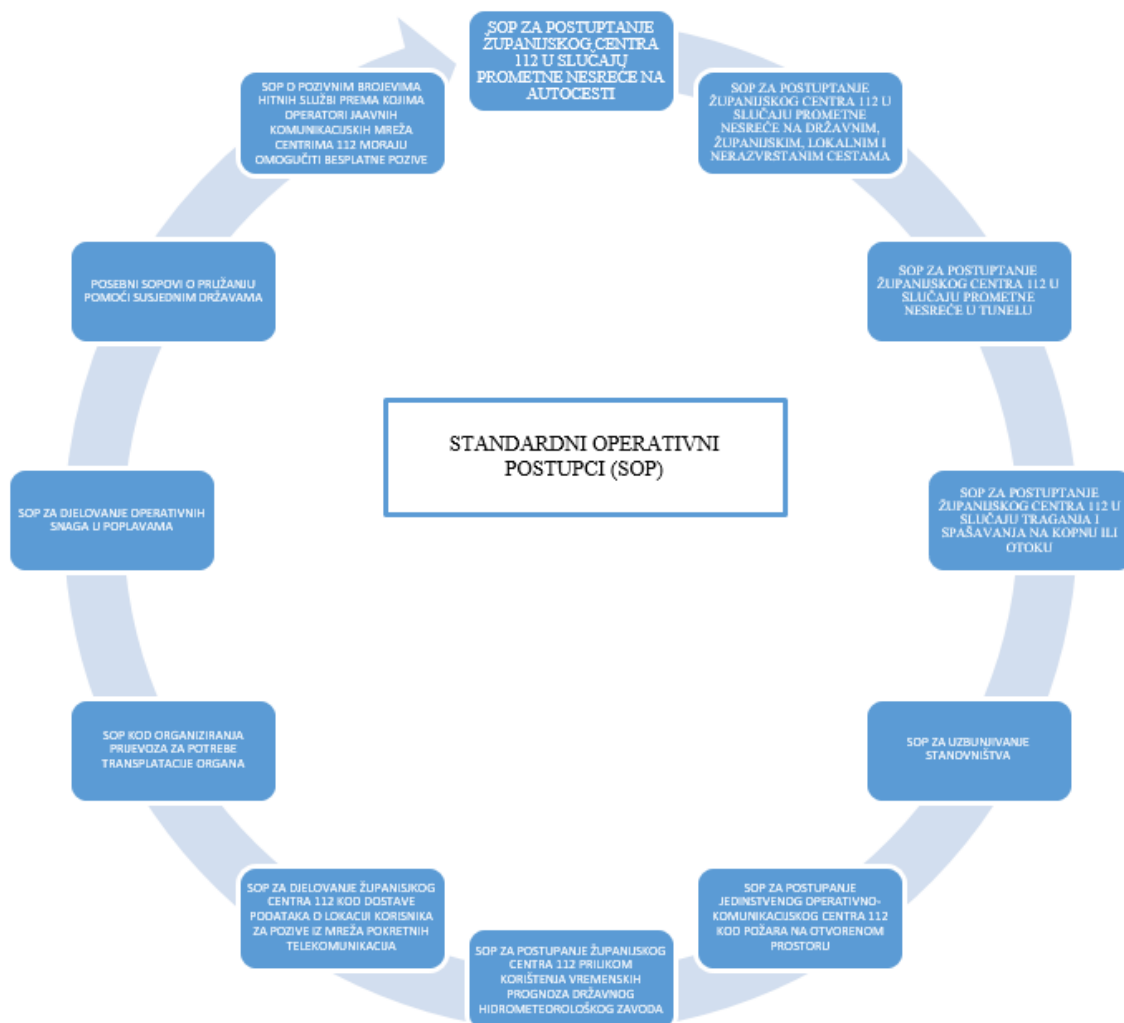 SOP ZA POSTUPTANJE
ŽUPANIJSKOG CENTRA
112 U SLUČAJU
PROMETNE NESREĆE NA
AUTOCESTI
SOP ZA POSTUPTANJE
ŽUPANIJSKOG CENTRA 112 U
SLUČAJU PROMETNE
NESREĆE NA DRŽAVNIM,
ŽUPANIJSKIM, LOKALNIM I
NERAZVRSTANIM CESTAMA
SOP ZA POSTUPTANJE
ŽUPANIJSKOG CENTRA 112 U
SLUČAJU PROMETNE
NESREĆE U TUNELU
SOP ZA POSTUPTANJE
ŽUPANIJSKOG CENTRA 112 U
SLUČAJU TRAGANJA I
SPAŠAVANJA NA KOPNU ILI
OTOKU
SOP ZA UZBUNJIVANJE
STANOVNIŠTVA
SOP ZA POSTUPANJE
JEDINSTVENOG OPERATIVNO-
KOMUNIKACIJSKOG CENTRA 112
KOD POŽARA NA OTVORENOM
PROSTORU
SOP ZA POSTUPANJE ŽUPANIJSKOG
CENTRA 112 PRILIKOM
KORIŠTENJA VREMENSKIH
PROGNOZA DRŽAVNOG
HIDROMETEOROLOŠKOG ZAVODA
SOP ZA DJELOVANJE ŽUPANISJKOG
CENTRA 112 KOD DOSTAVE
PODATAKA O LOKACIJI KORISNIKA
ZA POZIVE IZ MREŽA POKRETNIH
TELEKOMUNIKACIJA
SOP KOD ORGANIZIRANJA
PRIJEVOZA ZA POTREBE
TRANSPLATACIJE ORGANA
SOP ZA DJELOVANJE OPERATIVNIH
SNAGA U POPLAVAMA
POSEBNI SOPOVI O PRUŽANJU
POMOĆI SUSJEDNIM DRŽAVAMA
SOP O POZIVNIM BROJEVIMA
HITNIH SLUŽBI PREMA KOJIMA
OPERATORI JAAVNIH
KOMUNIKACIJSKIH MREŽA
CENTRIMA 112 MORAJU
OMOGUČITI BESPLATNE POZIVE
STANDARDNI OPERATIVNI
POSTUPCI (SOP)